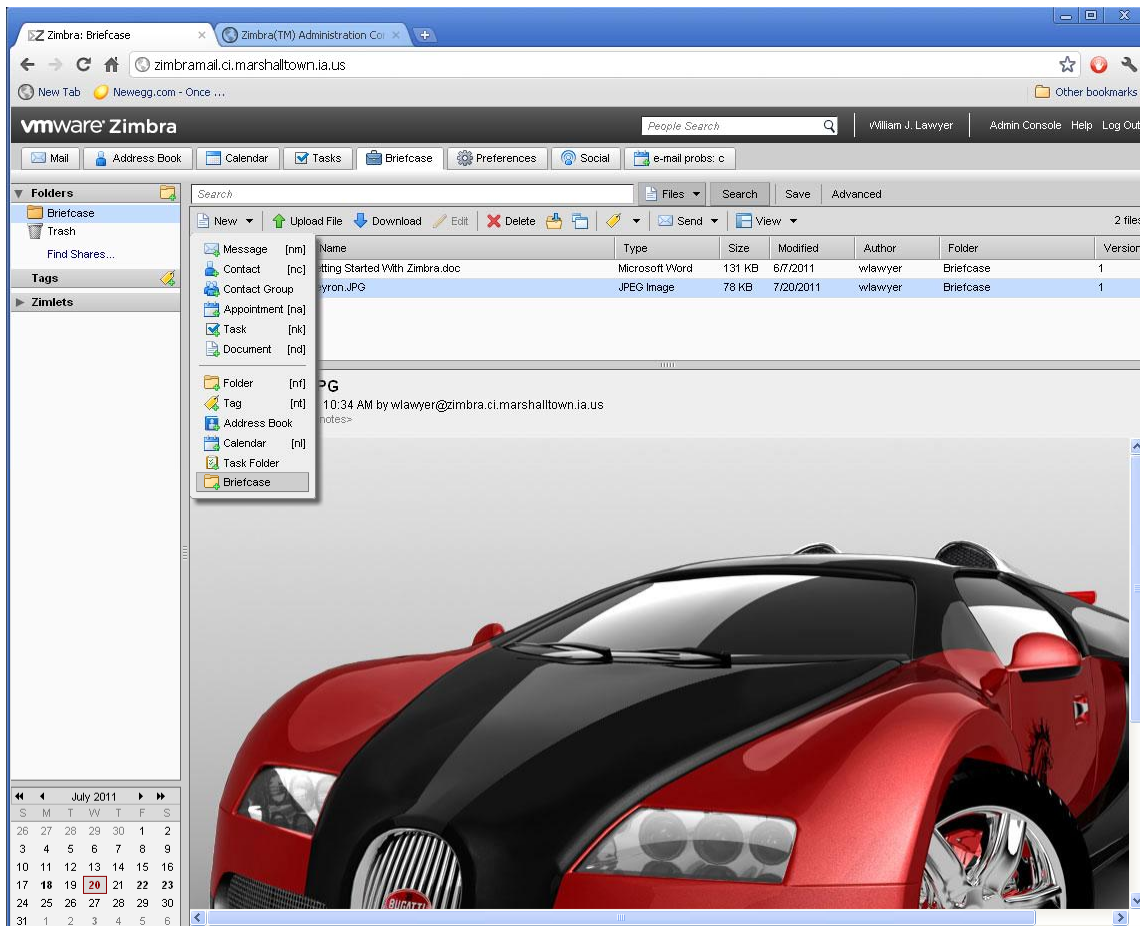 Zimbra: Briefcase
Zimbra(TM) Administration Co
zimbramail.ci.marshalltown.ia.us
New Tab Newegg.com - Once ... Other bookmarks
vmware Zimbra People Search William J. Lawyer Admin Console Help Log Out
Mail Address Book Calendar Tasks Briefcase Preferences Social e-mail probs: c
Folders
Search Files Search Save Advanced
Briefcase
New Upload File Download Edit Delete Send View 2 files
Trash
Find Shares...
Tags
Zimlets
Message [nm]
Contact [nc]
Contact Group
Appointment [na]
Task [nk]
Document [nd]
Folder [nf]
Tag [nt]
Address Book
Calendar [nl]
Task Folder
Briefcase
Name Type Size Modified Author Folder Version
etting Started With Zimbra.doc Microsoft Word 131 KB 6/7/2011 wlawyer Briefcase 1
eyron.JPG JPEG Image 78 KB 7/20/2011 wlawyer Briefcase 1
PG
10:34 AM by wlawyer@zimbra.ci.marshalltown.ia.us
notes>
BUGATTI
July 2011
S M T W T F S
26 27 28 29 30 1 2
3 4 5 6 7 8 9
10 11 12 13 14 15 16
17 18 19 20 21 22 23
24 25 26 27 28 29 30
31 1 2 3 4 5 6